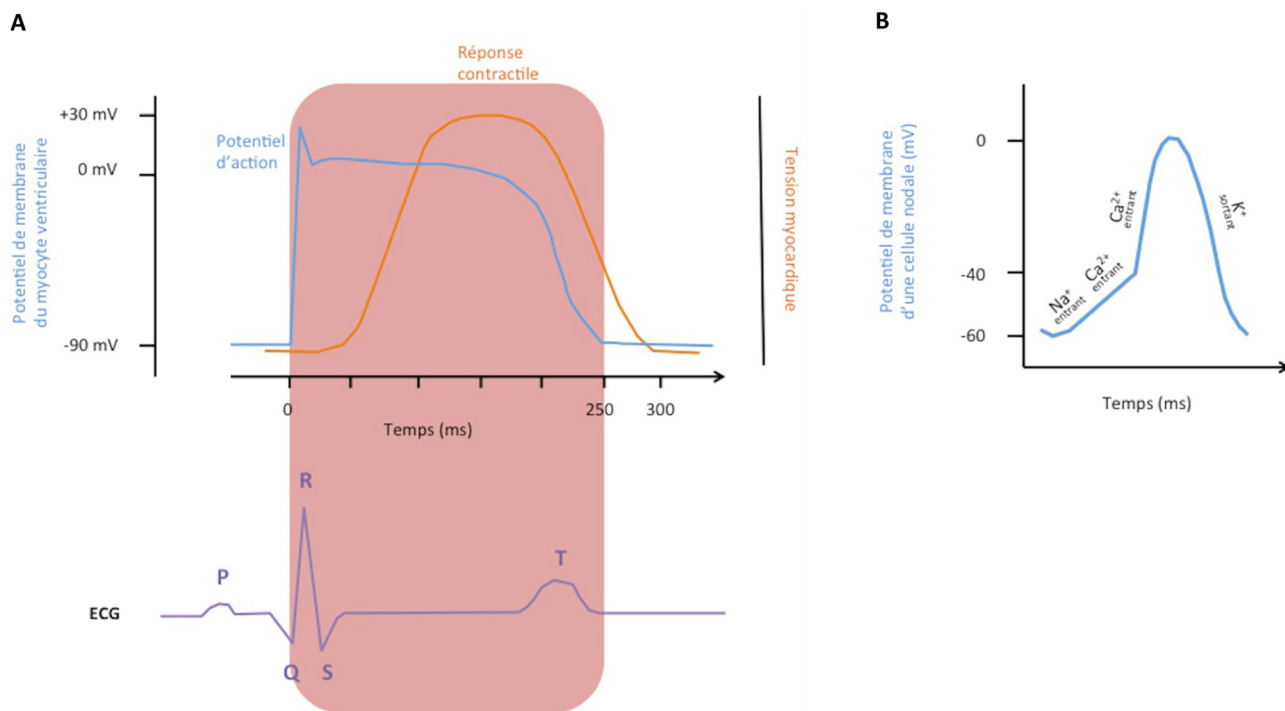 A
Réponse
contractile
Potentiel de membrane
du myocyte ventriculaire
+30 mV
0 mV
-90 mV
Potentiel
d'action
Tension myocardique
0
250
300
Temps (ms)
R
P
T
ECG
Q
S
B
Potentiel de membrane
d'une cellule nodale (mV)
0
-40
-60
Na⁺
entrant
Ca²⁺
entrant
Ca²⁺
entrant
K⁺
sortant
Temps (ms)